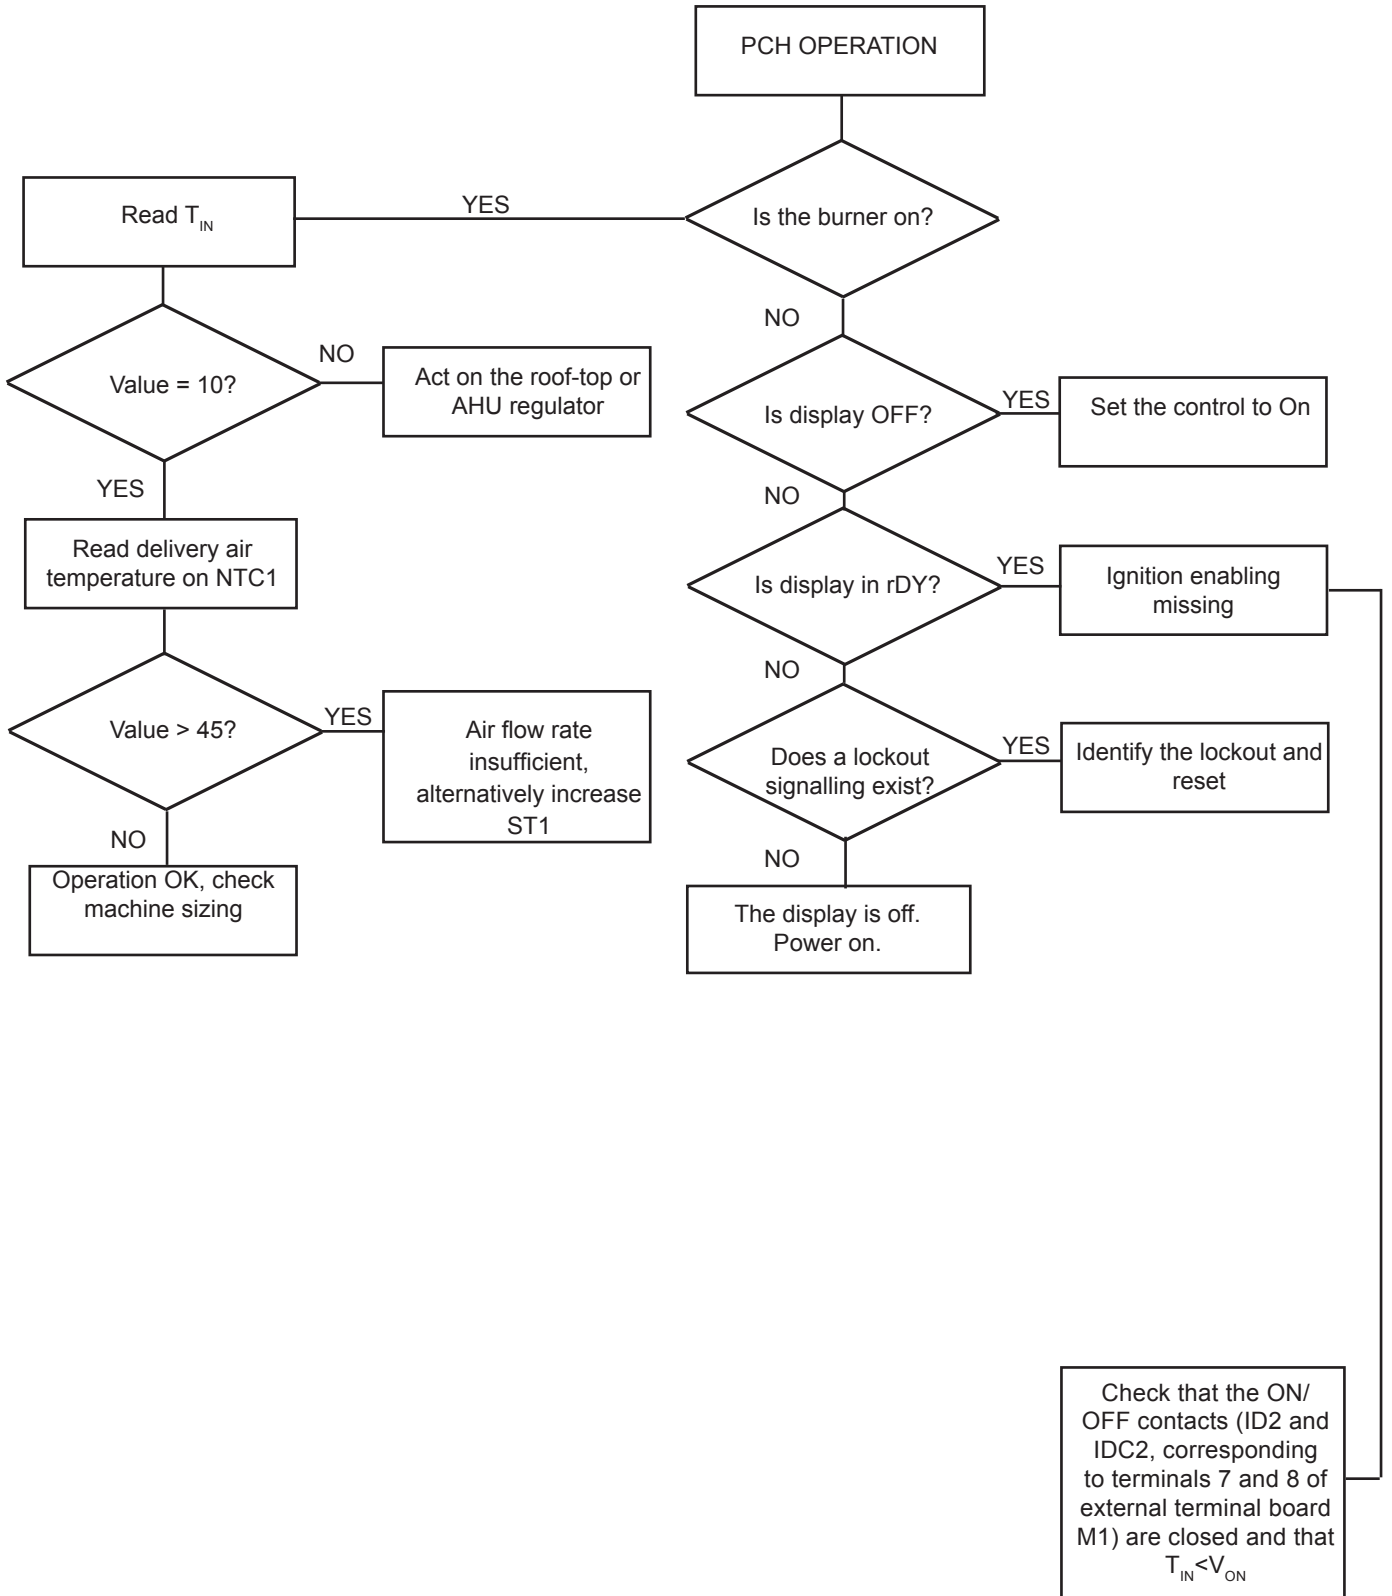 PCH OPERATION
Is the burner on?
YES
Read T_IN
Value = 10?
NO
Act on the roof-top or
AHU regulator
YES
Read delivery air
temperature on NTC1
Value > 45?
YES
Air flow rate
insufficient,
alternatively increase
ST1
NO
Operation OK, check
machine sizing
NO
Is display OFF?
YES
Set the control to On
NO
Is display in rDY?
YES
Ignition enabling
missing
NO
Does a lockout
signalling exist?
YES
Identify the lockout and
reset
NO
The display is off.
Power on.
Check that the ON/
OFF contacts (ID2 and
IDC2, corresponding
to terminals 7 and 8 of
external terminal board
M1) are closed and that
T_IN<V_ON